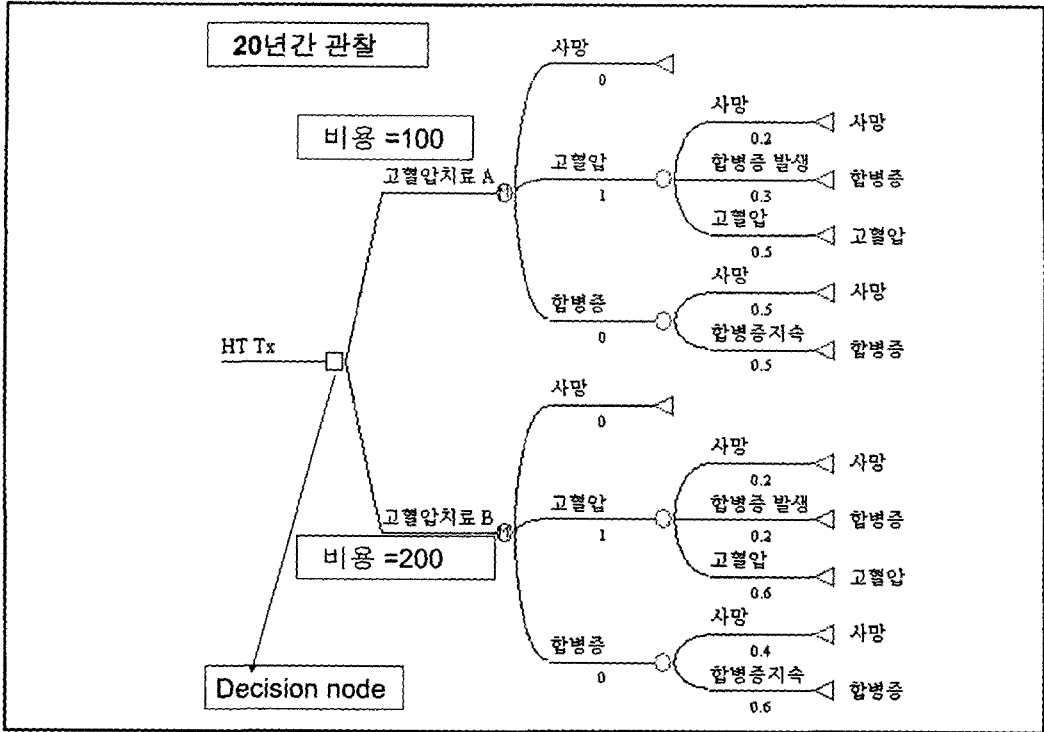 20년간 관찰
비용 =100
HT Tx
고혈압치료 A
M
사망
0
고혈압
1
사망
0.2
사망
합병증 발생
0.3
합병증
고혈압
0.5
고혈압
합병증
0
사망
0.5
사망
합병증지속
0.5
합병증
고혈압치료 B
M
비용 =200
사망
0
고혈압
1
사망
0.2
사망
합병증 발생
0.2
합병증
고혈압
0.6
고혈압
합병증
0
사망
0.4
사망
합병증지속
0.6
합병증
Decision node